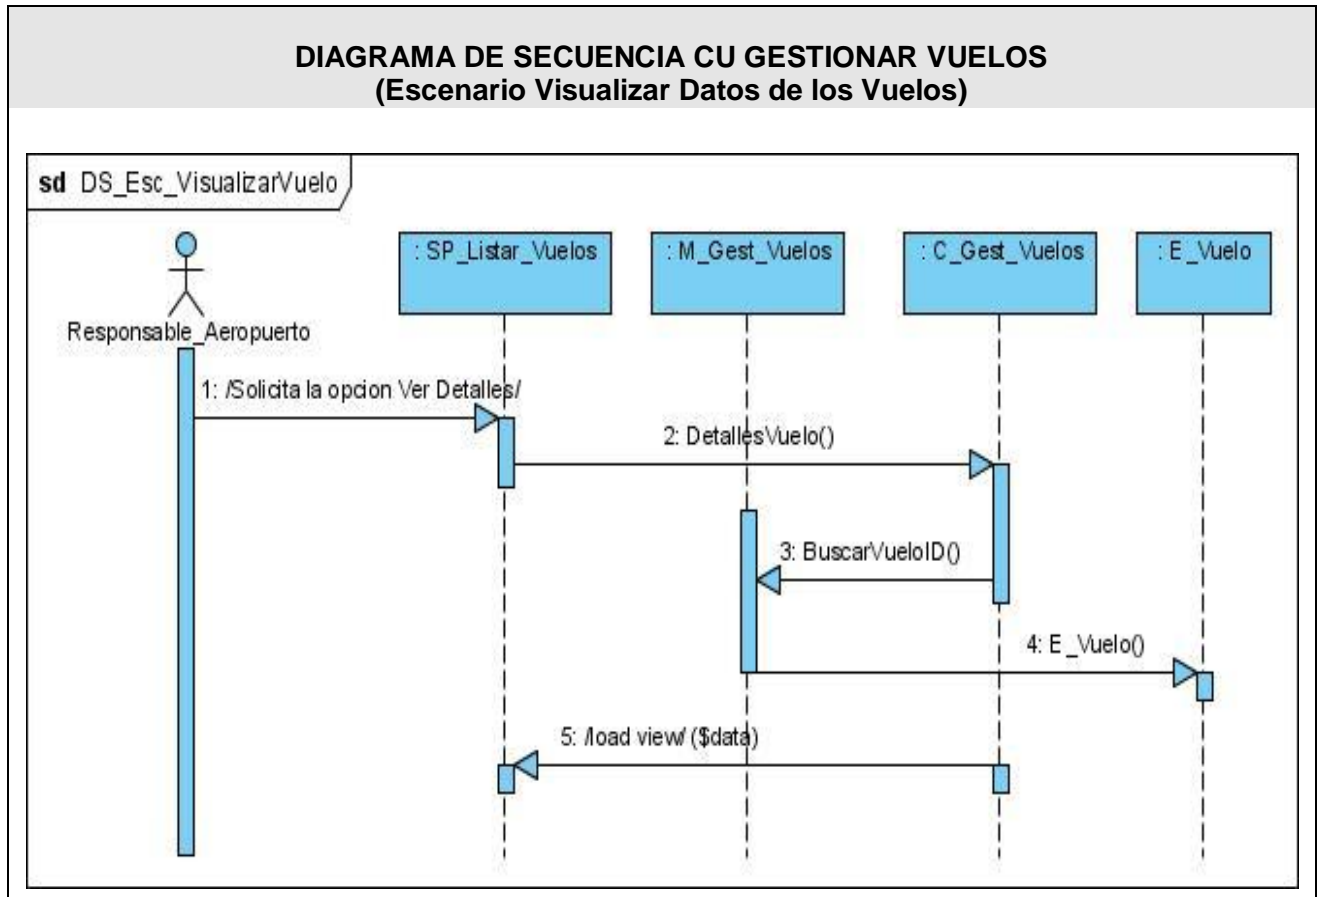 DIAGRAMA DE SECUENCIA CU GESTIONAR VUELOS
(Escenario Visualizar Datos de los Vuelos)
sd DS_Esc_VisualizarVuelo
: SP_Listar_Vuelos
: M_Gest_Vuelos
: C_Gest_Vuelos
: E_Vuelo
Responsable_Aeropuerto
1: /Solicita la opcion Ver Detalles/
2: DetallesVuelo()
3: BuscarVueloID()
4: E_Vuelo()
5: /load view/ ($data)